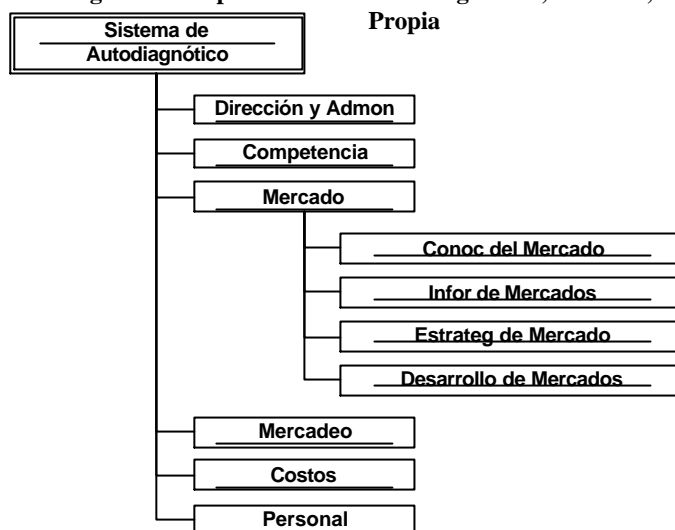 Propia
Sistema de
Autodiagnótico
Dirección y Admon
Competencia
Mercado
Conoc del Mercado
Infor de Mercados
Estrateg de Mercado
Desarrollo de Mercados
Mercadeo
Costos
Personal